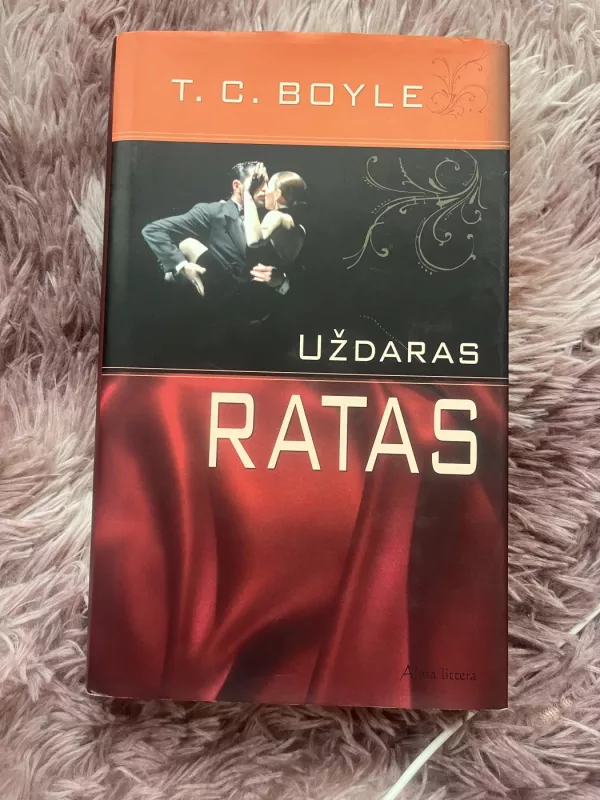 T. C. BOYLE
UŽDARAS
RATAS
Alma littera